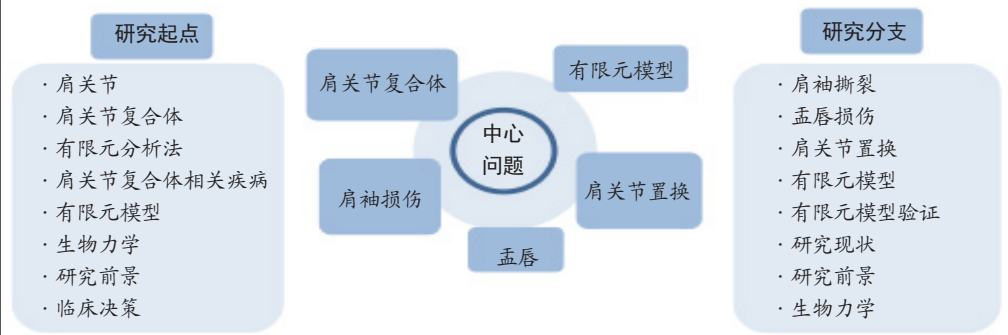 研究起点
· 肩关节
· 肩关节复合体
· 有限元分析法
· 肩关节复合体相关疾病
· 有限元模型
· 生物力学
· 研究前景
· 临床决策
肩关节复合体
有限元模型
中心
问题
肩袖损伤
肩关节置换
盂唇
研究分支
· 肩袖撕裂
· 盂唇损伤
· 肩关节置换
· 有限元模型
· 有限元模型验证
· 研究现状
· 研究前景
· 生物力学